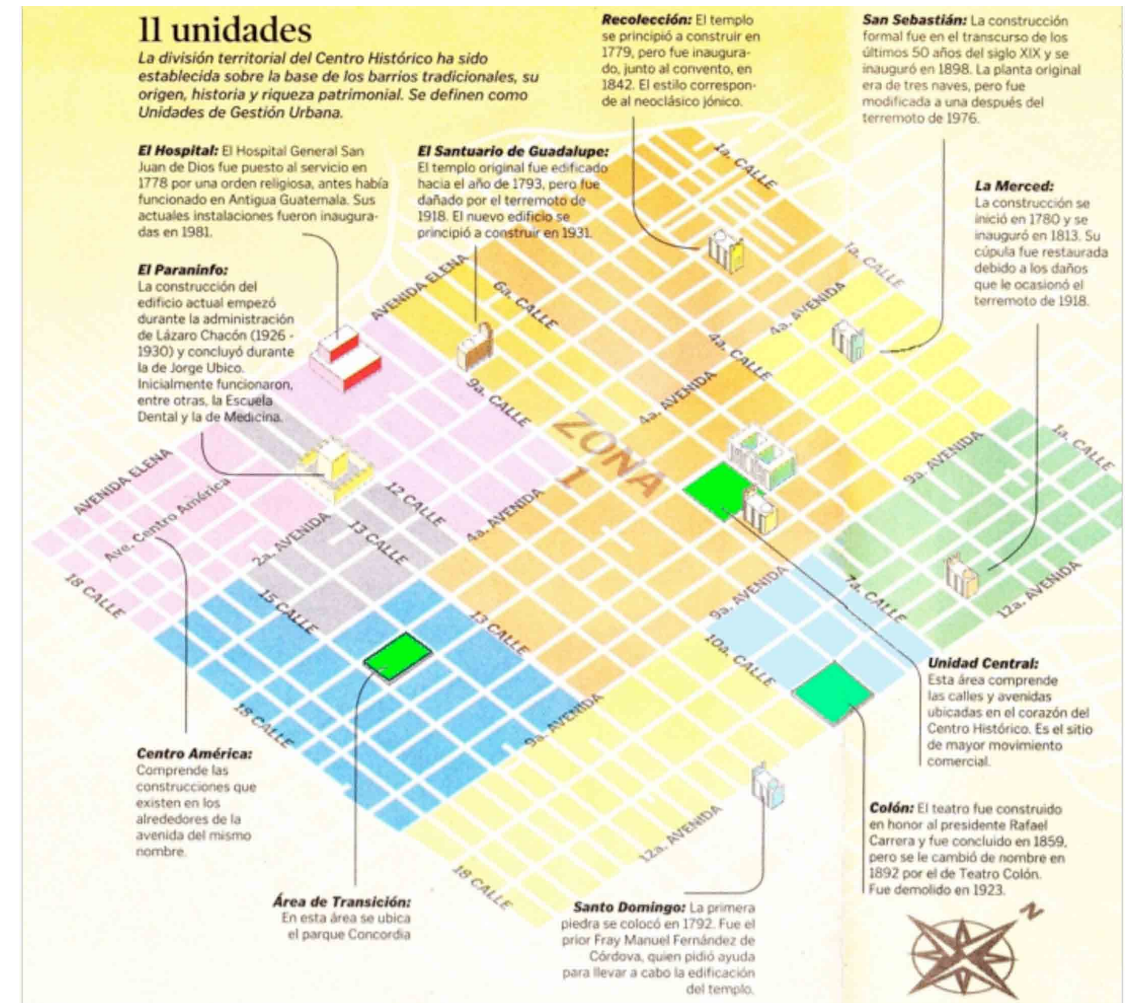 11 unidades
La división territorial del Centro Histórico ha sido
establecida sobre la base de los barrios tradicionales, su
origen, historia y riqueza patrimonial. Se definen como
Unidades de Gestión Urbana.
Recolección: El templo
se principió a construir en
1779, pero fue inaugura-
do, junto al convento, en
1842. El estilo correspon-
de al neoclásico jónico.
San Sebastián: La construcción
formal fue en el transcurso de los
últimos 50 años del siglo XIX y se
inauguró en 1898. La planta original
era de tres naves, pero fue
modificada a una después del
terremoto de 1976.
El Hospital: El Hospital General San
Juan de Dios fue puesto al servicio en
1778 por una orden religiosa, antes había
funcionado en Antigua Guatemala. Sus
actuales instalaciones fueron inaugura-
das en 1981.
El Santuario de Guadalupe:
El templo original fue edificado
hacia el año de 1793, pero fue
dañado por el terremoto de
1918. El nuevo edificio se
principió a construir en 1931.
La Merced:
La construcción se
inició en 1780 y se
inauguró en 1813. Su
cúpula fue restaurada
debido a los daños
que le ocasionó el
terremoto de 1918.
El Paraninfo:
La construcción del
edificio actual empezó
durante la administración
de Lázaro Chacón (1926 -
1930) y concluyó durante
la de Jorge Ubico.
Inicialmente funcionaron,
entre otras, la Escuela
Dental y la de Medicina.
1a. CALLE
1a. CALLE
AVENIDA ELENA
6a. CALLE
4a. AVENIDA
4a. CALLE
4a. AVENIDA
9a. CALLE
ZONA
1
1a. CALLE
9a. AVENIDA
AVENIDA ELENA
Ave. Centro América
12 CALLE
4a. AVENIDA
13 CALLE
2a. AVENIDA
18 CALLE
15 CALLE
13 CALLE
9a. AVENIDA
7a. CALLE
12a. AVENIDA
10a. CALLE
18 CALLE
9a. AVENIDA
12a. AVENIDA
18 CALLE
Unidad Central:
Esta área comprende
las calles y avenidas
ubicadas en el corazón del
Centro Histórico. Es el sitio
de mayor movimiento
comercial.
Centro América:
Comprende las
construcciones que
existen en los
alrededores de la
avenida del mismo
nombre.
Colón: El teatro fue construido
en honor al presidente Rafael
Carrera y fue concluido en 1859,
pero se le cambió de nombre en
1892 por el de Teatro Colón.
Fue demolido en 1923.
Área de Transición:
En esta área se ubica
el parque Concordia
Santo Domingo: La primera
piedra se colocó en 1792. Fue el
prior Fray Manuel Fernández de
Córdova, quien pidió ayuda
para llevar a cabo la edificación
del templo.
N